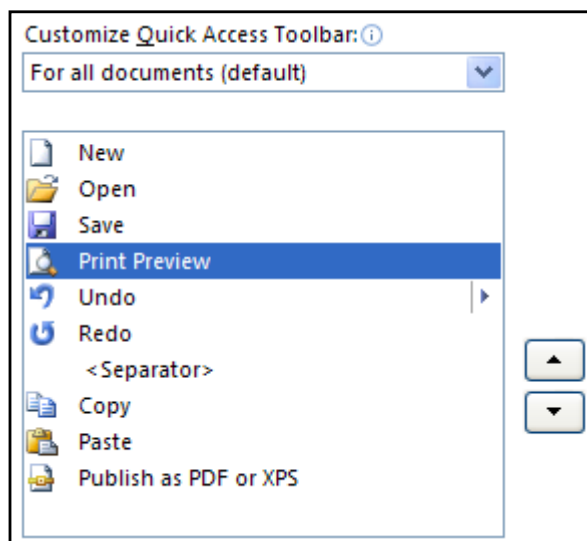 Customize Quick Access Toolbar:
For all documents (default)
New
Open
Save
Print Preview
Undo
Redo
<Separator>
Copy
Paste
Publish as PDF or XPS